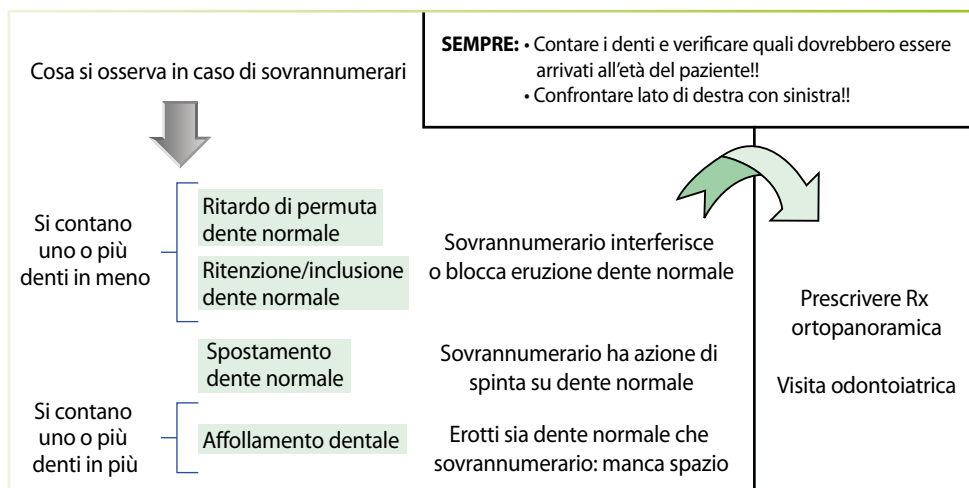 Cosa si osserva in caso di sovrannumerari
SEMPRE: • Contare i denti e verificare quali dovrebbero essere
arrivati all'età del paziente!!
• Confrontare lato di destra con sinistra!!
Si contano
uno o più
denti in meno
Ritardo di permuta
dente normale
Ritenzione/inclusione
dente normale
Sovrannumerario interferisce
o blocca eruzione dente normale
Spostamento
dente normale
Sovrannumerario ha azione di
spinta su dente normale
Si contano
uno o più
denti in più
Affollamento dentale
Erotti sia dente normale che
sovrannumerario: manca spazio
Prescrivere Rx
ortopanoramica
Visita odontoiatrica